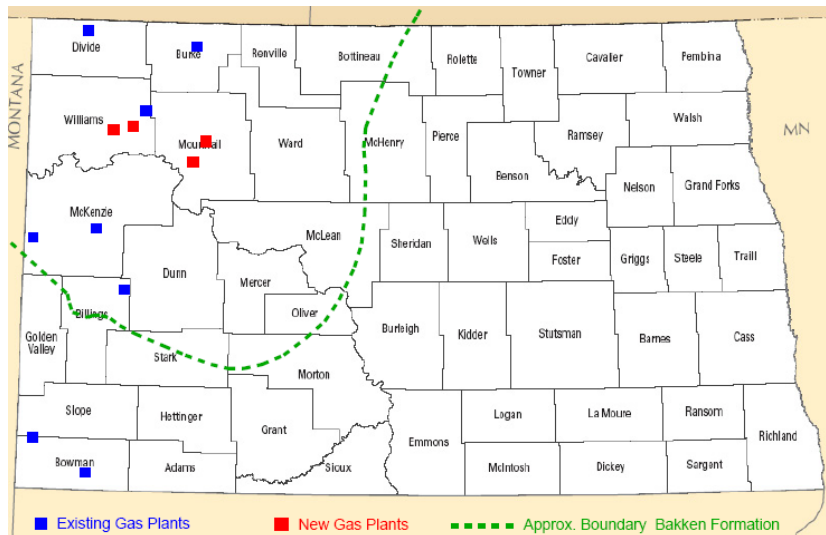 Divide
Burke
Renville
Bottineau
Rolette
Towner
Cavalier
Pembina
MONTANA
Williams
Mountrail
Ward
McHenry
Pierce
Benson
Ramsey
Walsh
MN
Nelson
Grand Forks
McKenzie
Dunn
McLean
Mercer
Oliver
Sheridan
Wells
Eddy
Foster
Griggs
Steele
Traill
Golden
Valley
Billings
Stark
Morton
Burleigh
Kidder
Stutsman
Barnes
Cass
Slope
Hettinger
Grant
Emmons
Logan
La Moure
Ransom
Richland
Bowman
Adams
Sioux
McIntosh
Dickey
Sargent
Existing Gas Plants
New Gas Plants
Approx. Boundary Bakken Formation